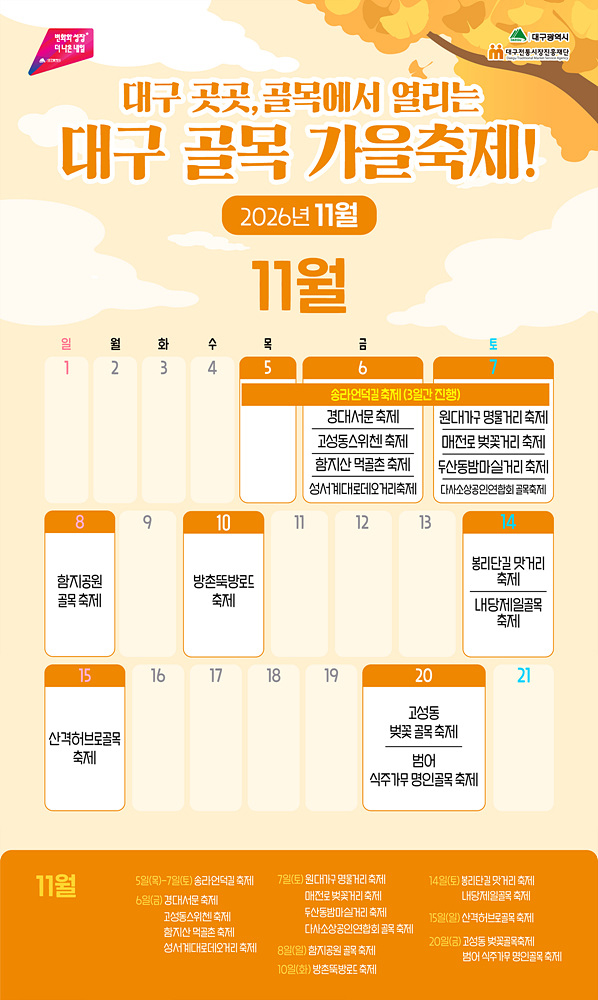 변화와 성장
더 나은 내일
대구광역시
대구광역시
대구전통시장진흥재단
Daegu Traditional Market Service Agency
대구 곳곳, 골목에서 열리는
대구 골목 가을축제!
2026년 11월
11월
일 월 화 수 목 금 토
1 2 3 4 5 6 7
송라언덕길 축제 (3일간 진행)
경대서문 축제
고성동스위첸 축제
함지산 먹골촌 축제
성서계대로데오거리축제
원대가구 명물거리 축제
매전로 벚꽃거리 축제
두산동밤마실거리 축제
다사소상공인연합회 골목축제
8 9 10 11 12 13 14
함지공원
골목 축제
방촌뚝방로드
축제
봉리단길 맛거리
축제
내당제일골목
축제
15 16 17 18 19 20 21
산격허브로골목
축제
고성동
벚꽃 골목 축제
범어
식주가무 명인골목 축제
11월
5일(목)~7일(토) 송라언덕길 축제
6일(금) 경대서문 축제
고성동스위첸 축제
함지산 먹골촌 축제
성서계대로데오거리 축제
7일(토) 원대가구 명물거리 축제
매전로 벚꽃거리 축제
두산동밤마실거리 축제
다사소상공인연합회 골목 축제
8일(일) 함지공원 골목 축제
10일(화) 방촌뚝방로드 축제
14일(토) 봉리단길 맛거리 축제
내당제일골목 축제
15일(일) 산격허브로골목 축제
20일(금) 고성동 벚꽃골목축제
범어 식주가무 명인골목 축제